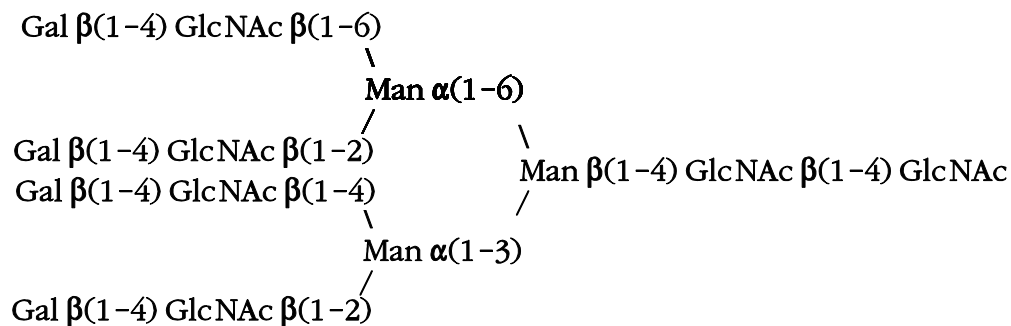 Gal β(1-4) GlcNAc β(1-6)
Man α(1-6)
Gal β(1-4) GlcNAc β(1-2)
Man β(1-4) GlcNAc β(1-4) GlcNAc
Gal β(1-4) GlcNAc β(1-4)
Man α(1-3)
Gal β(1-4) GlcNAc β(1-2)